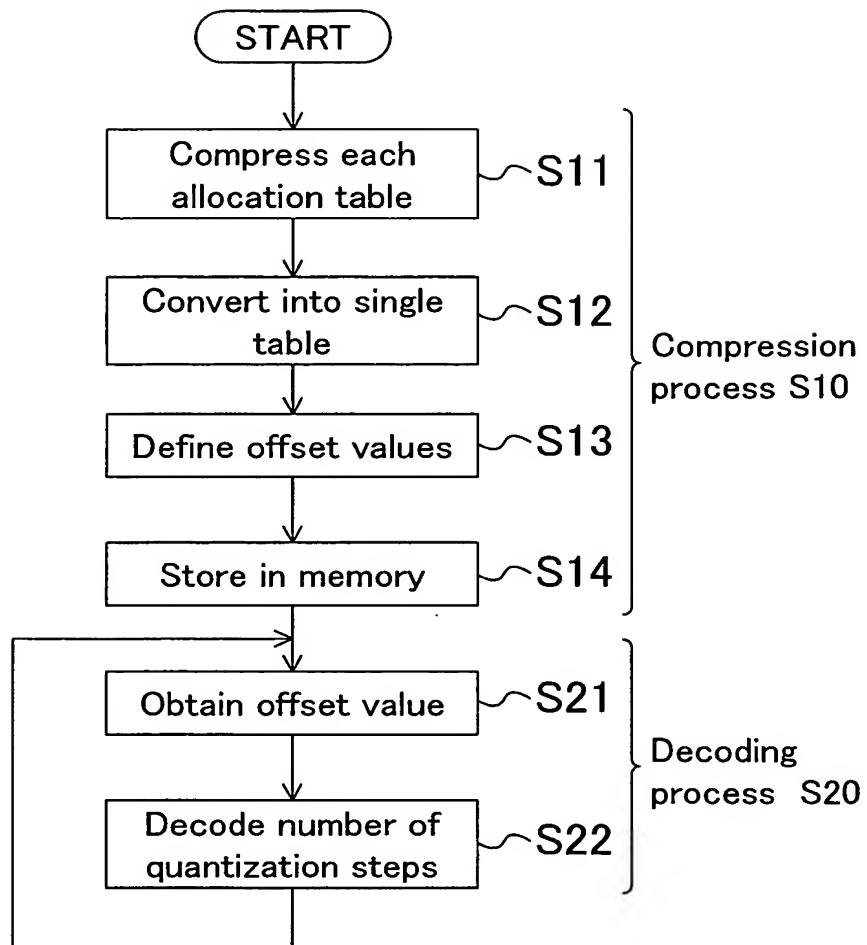 START
Compress each
allocation table
S11
Convert into single
table
S12
Compression
process S10
Define offset values
S13
Store in memory
S14
Obtain offset value
S21
Decoding
process S20
Decode number of
quantization steps
S22